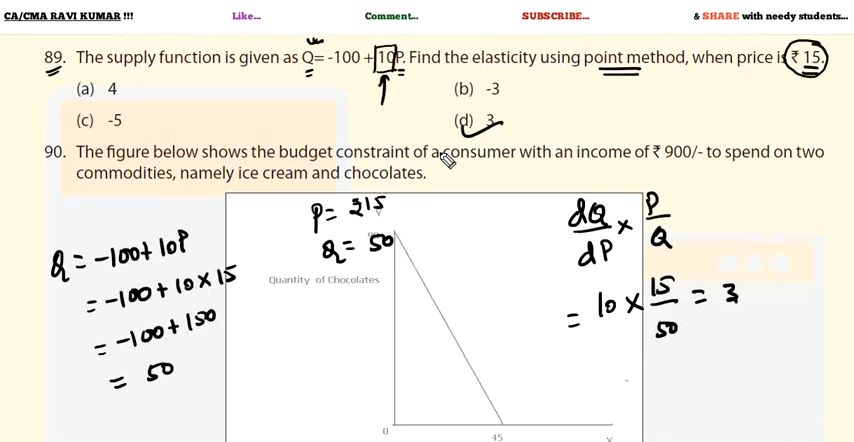 CA/CMA RAVI KUMAR !!! Like... Comment... SUBSCRIBE... & SHARE with needy students...
89. The supply function is given as Q= -100 + 10P. Find the elasticity using point method, when price is ₹ 15.
(a) 4 (b) -3
(c) -5 (d) 3
90. The figure below shows the budget constraint of a consumer with an income of ₹ 900/- to spend on two
commodities, namely ice cream and chocolates.
P = ₹15
Q = 50
Quantity of Chocolates
0
45
X
Q = -100 + 10P
= -100 + 10 × 15
= -100 + 150
= 50
dQ/dP × P/Q
= 10 × 15/50 = 3